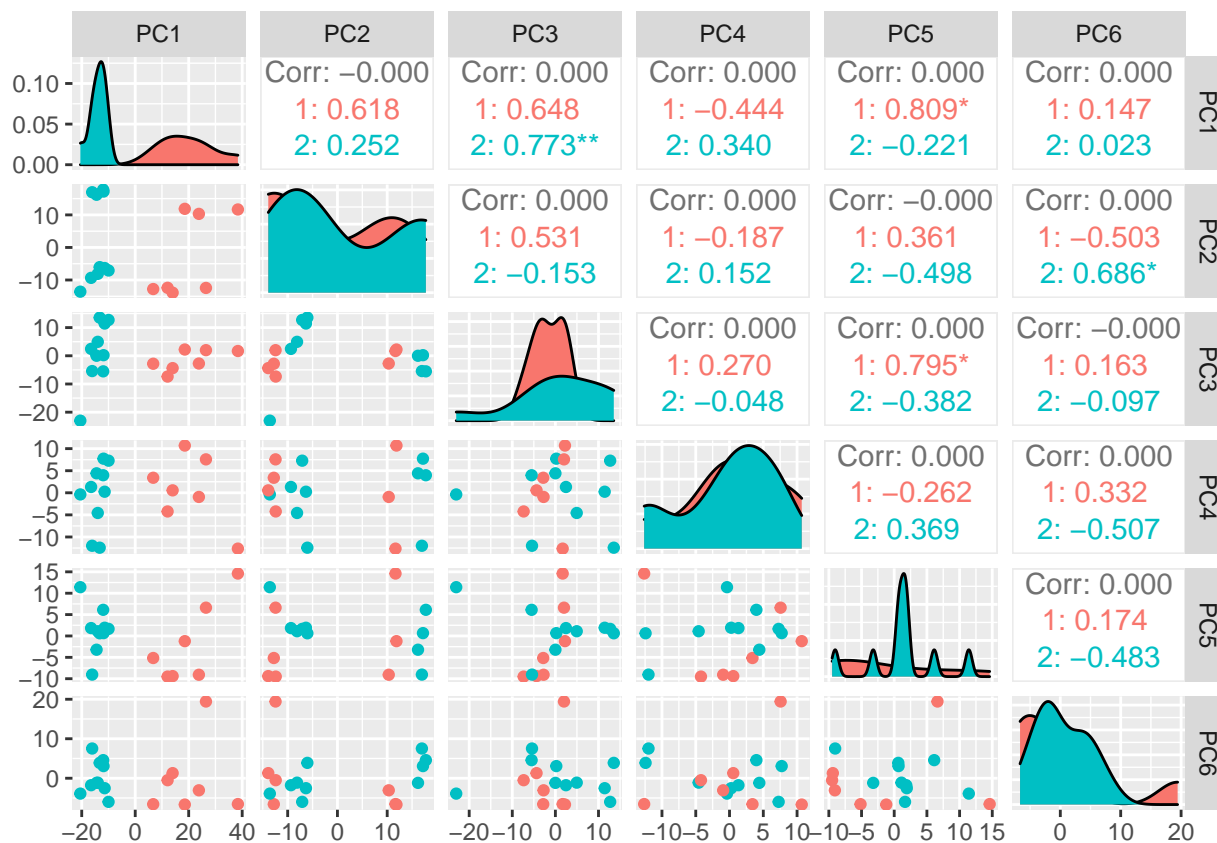 PC1 PC2 PC3 PC4 PC5 PC6
0.10 Corr: −0.000 Corr: 0.000 Corr: 0.000 Corr: 0.000 Corr: 0.000 PC1
0.05 1: 0.618 1: 0.648 1: −0.444 1: 0.809* 1: 0.147
0.00 2: 0.252 2: 0.773** 2: 0.340 2: −0.221 2: 0.023
10 Corr: 0.000 Corr: 0.000 Corr: −0.000 Corr: 0.000 PC2
0 1: 0.531 1: −0.187 1: 0.361 1: −0.503
−10 2: −0.153 2: 0.152 2: −0.498 2: 0.686*
10 Corr: 0.000 Corr: 0.000 Corr: −0.000 PC3
0 1: 0.270 1: 0.795* 1: 0.163
−10 2: −0.048 2: −0.382 2: −0.097
−20
10 Corr: 0.000 Corr: 0.000 PC4
5 1: −0.262 1: 0.332
0 2: 0.369 2: −0.507
−5
−10
15 Corr: 0.000 PC5
10 1: 0.174
5 2: −0.483
0
−5
−10
20 PC6
10
0
−20 0 20 40 −10 0 10 −20 −10 0 10 −10 −5 0 5 10 −10 −5 0 5 10 15 0 10 20